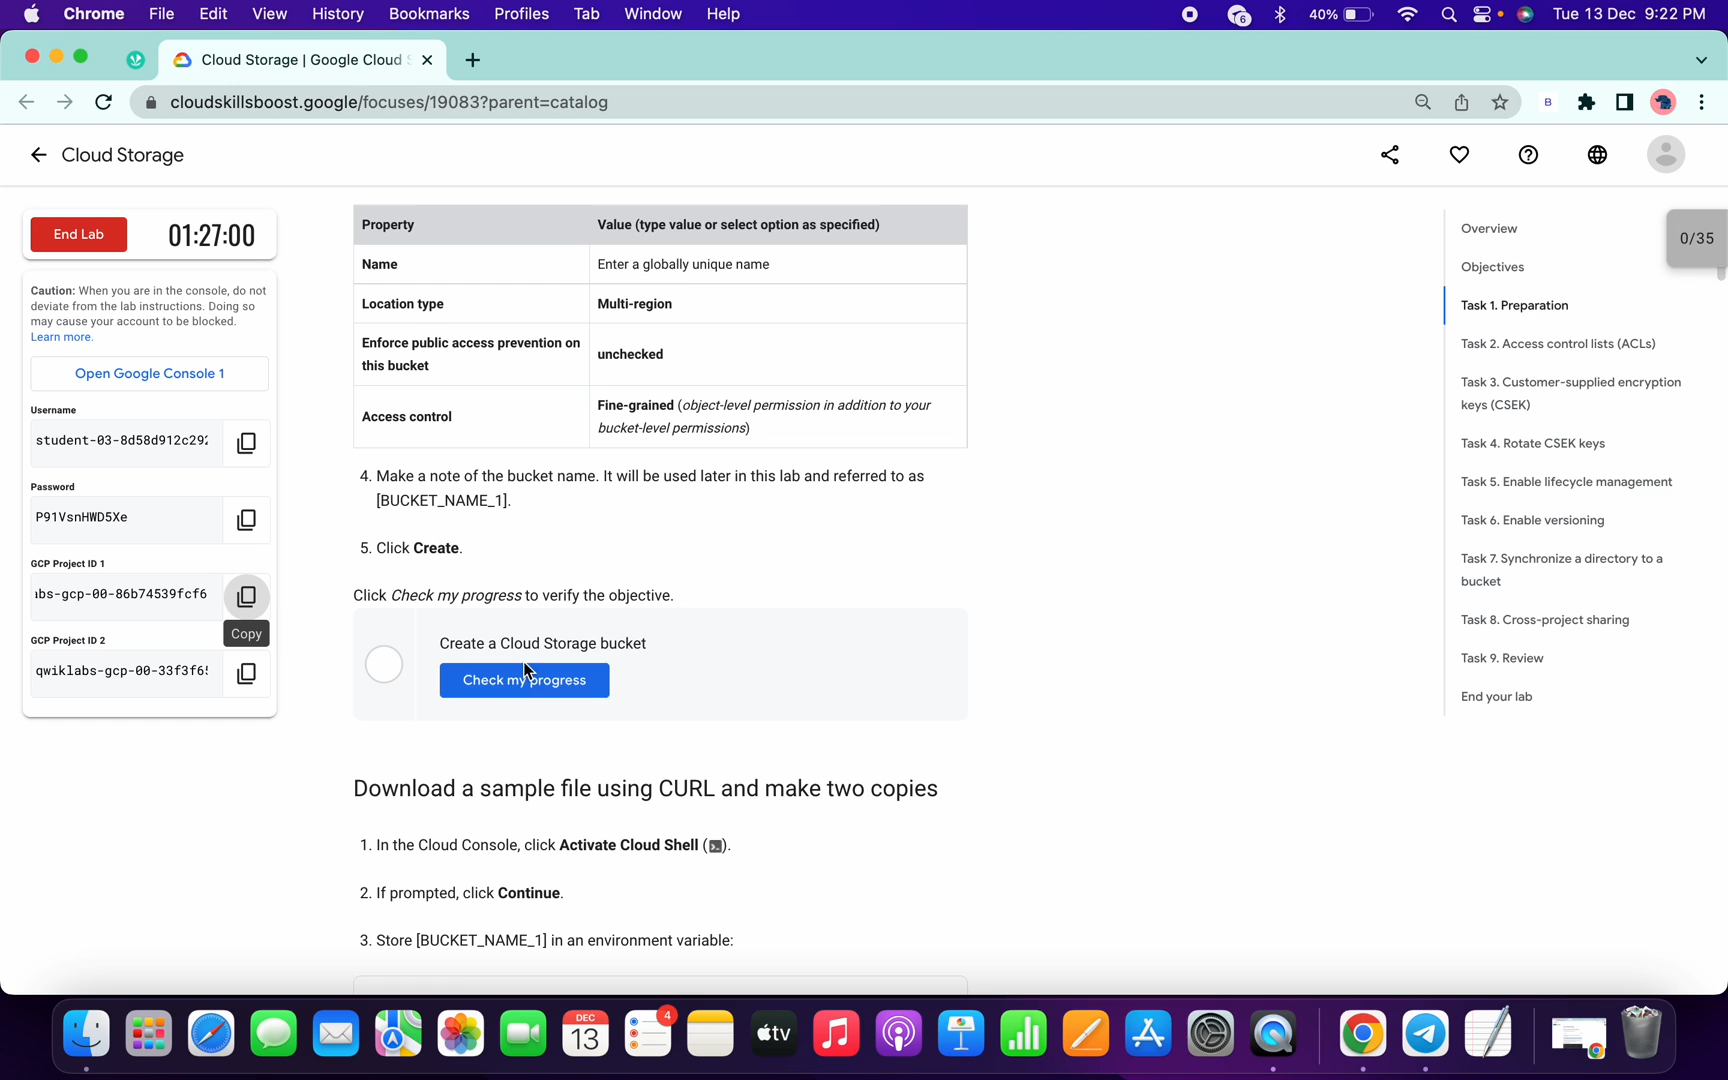 Chrome File Edit View History Bookmarks Profiles Tab Window Help 6 40% Tue 13 Dec 9:22 PM
Cloud Storage | Google Cloud S
cloudskillsboost.google/focuses/19083?parent=catalog B
Cloud Storage
End Lab 01:27:00
Caution: When you are in the console, do not
deviate from the lab instructions. Doing so
may cause your account to be blocked.
Learn more.
Open Google Console 1
Username
student-03-8d58d912c292
Password
P91VsnHWD5Xe
GCP Project ID 1
abs-gcp-00-86b74539fcf6
Copy
GCP Project ID 2
qwiklabs-gcp-00-33f3f65
Property Value (type value or select option as specified)
Name Enter a globally unique name
Location type Multi-region
Enforce public access prevention on
this bucket unchecked
Access control Fine-grained (object-level permission in addition to your
bucket-level permissions)
4. Make a note of the bucket name. It will be used later in this lab and referred to as
[BUCKET_NAME_1].
5. Click Create.
Click Check my progress to verify the objective.
Create a Cloud Storage bucket
Check my progress
Download a sample file using CURL and make two copies
1. In the Cloud Console, click Activate Cloud Shell (>_).
2. If prompted, click Continue.
3. Store [BUCKET_NAME_1] in an environment variable:
Overview
Objectives
Task 1. Preparation
Task 2. Access control lists (ACLs)
Task 3. Customer-supplied encryption
keys (CSEK)
Task 4. Rotate CSEK keys
Task 5. Enable lifecycle management
Task 6. Enable versioning
Task 7. Synchronize a directory to a
bucket
Task 8. Cross-project sharing
Task 9. Review
End your lab
0/35
DEC
13
4
tv